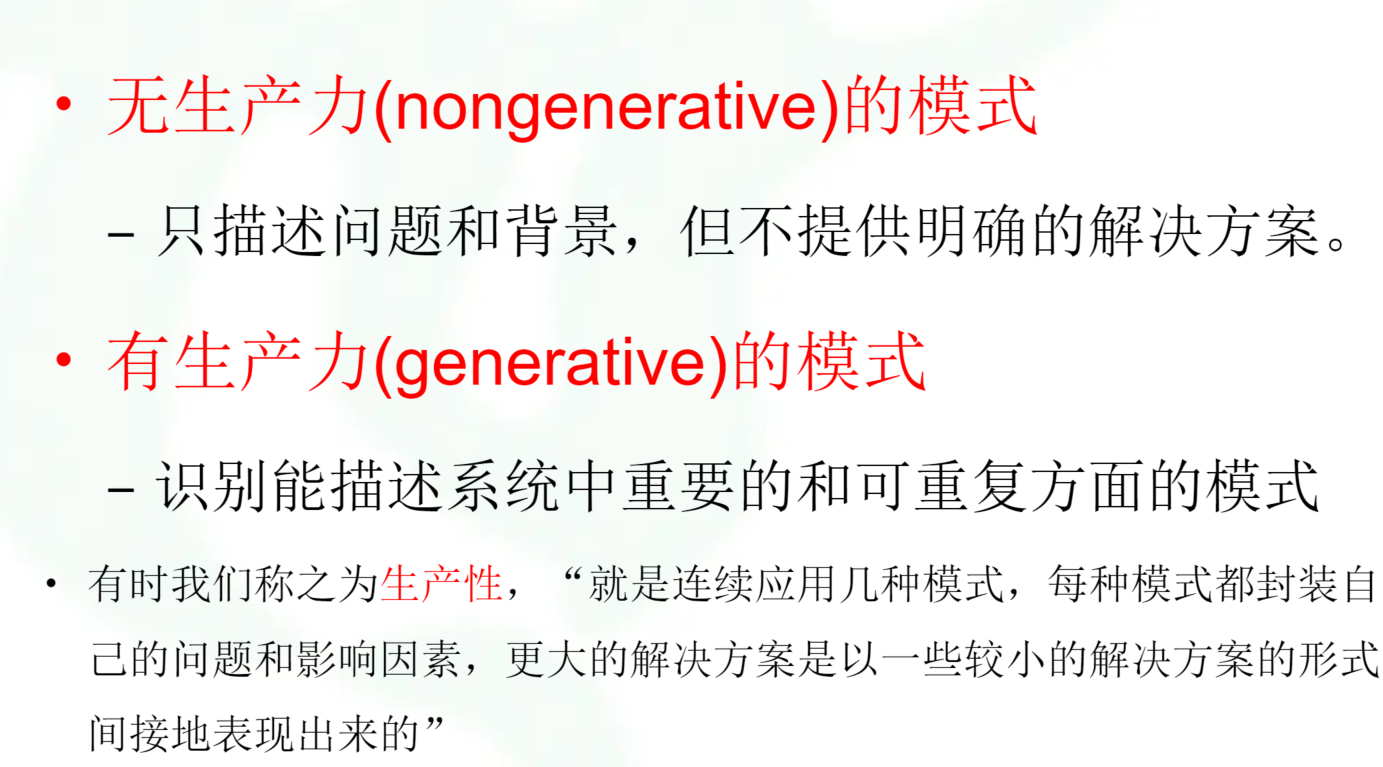 • 无生产力(nongenerative)的模式
– 只描述问题和背景，但不提供明确的解决方案。
• 有生产力(generative)的模式
– 识别能描述系统中重要的和可重复方面的模式
• 有时我们称之为生产性，“就是连续应用几种模式，每种模式都封装自
己的问题和影响因素，更大的解决方案是以一些较小的解决方案的形式
间接地表现出来的”